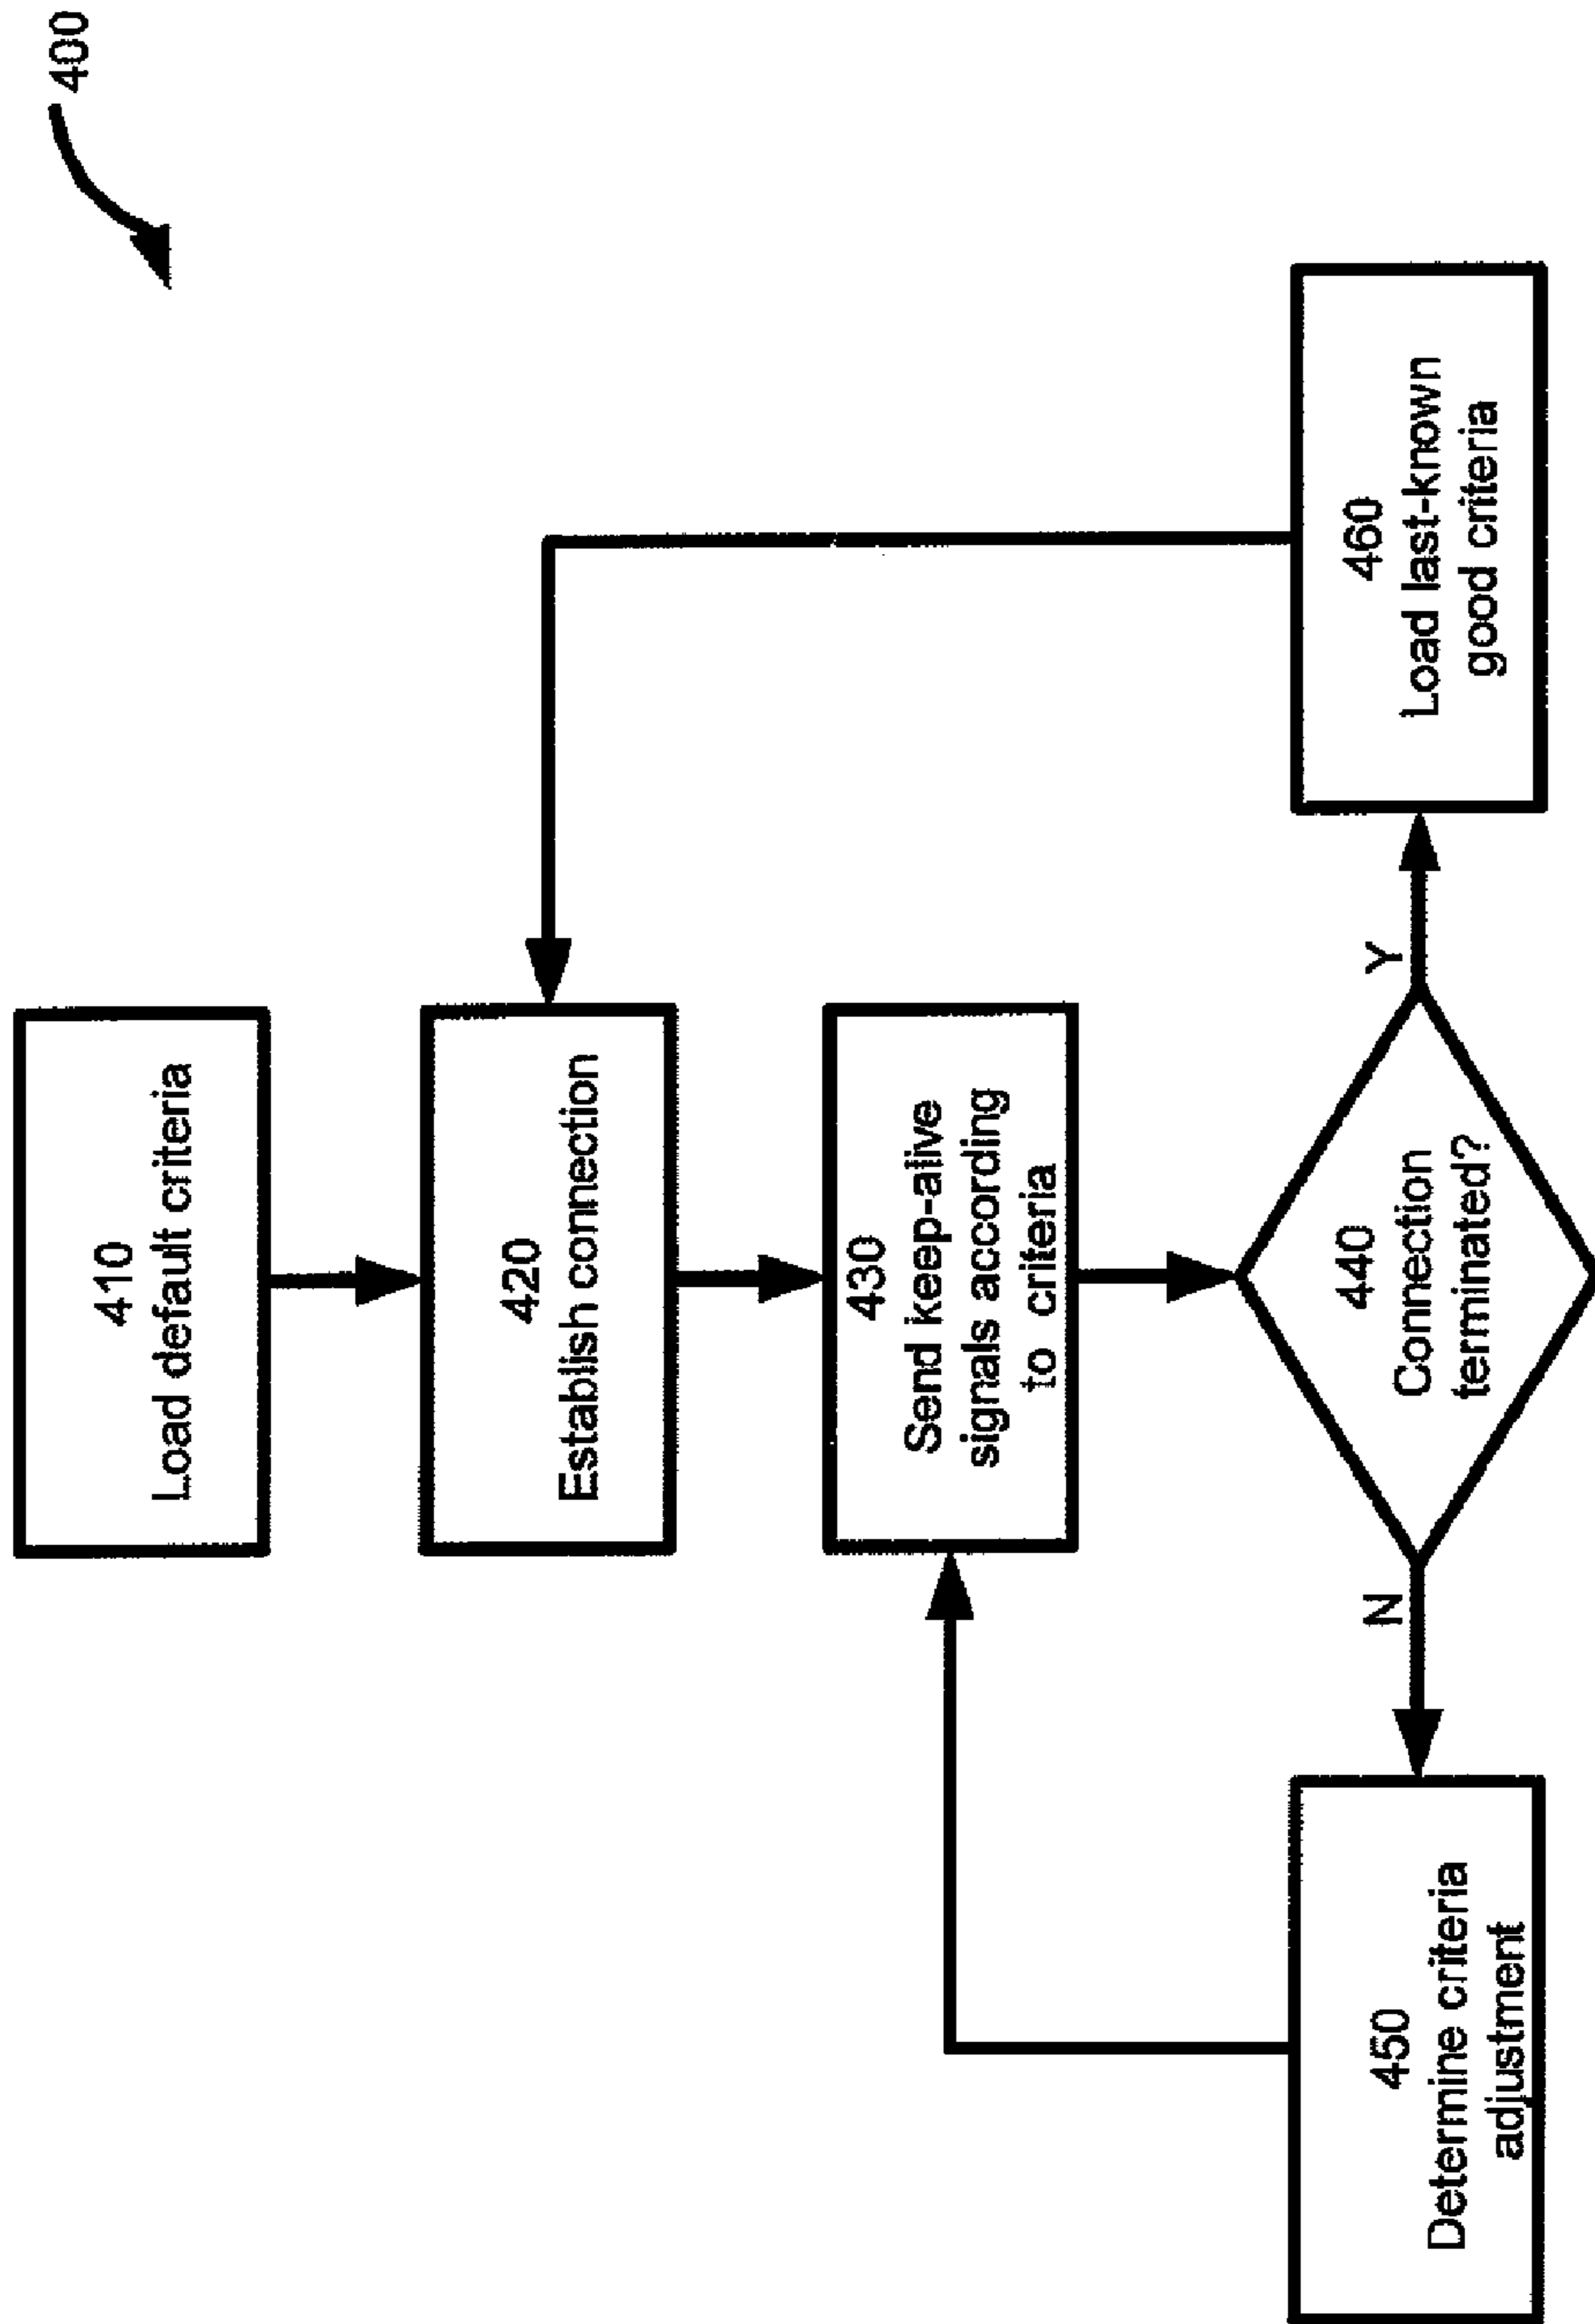 400
410
Load default criteria
420
Establish connection
430
Send keep-alive
signals according
to criteria
440
Connection
terminated?
N
Y
450
Determine criteria
adjustment
460
Load last-known
good criteria